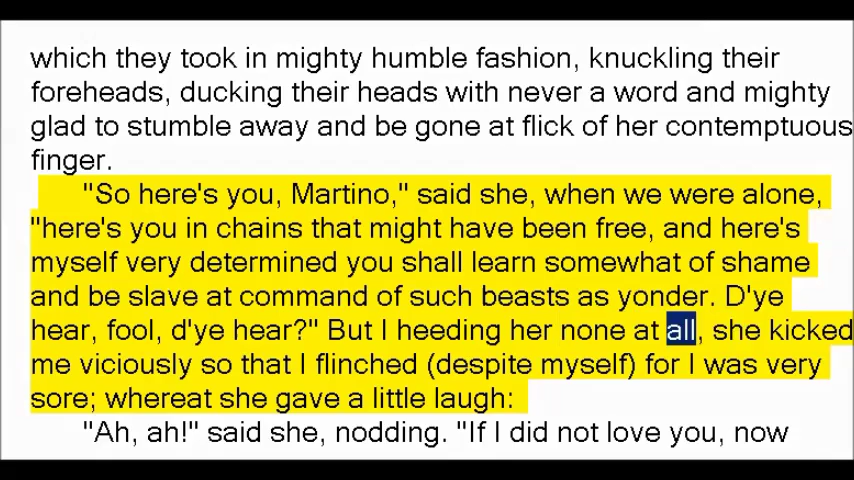 which they took in mighty humble fashion, knuckling their
foreheads, ducking their heads with never a word and mighty
glad to stumble away and be gone at flick of her contemptuous
finger.
"So here's you, Martino," said she, when we were alone,
"here's you in chains that might have been free, and here's
myself very determined you shall learn somewhat of shame
and be slave at command of such beasts as yonder. D'ye
hear, fool, d'ye hear?" But I heeding her none at all, she kicked
me viciously so that I flinched (despite myself) for I was very
sore; whereat she gave a little laugh:
"Ah, ah!" said she, nodding. "If I did not love you, now